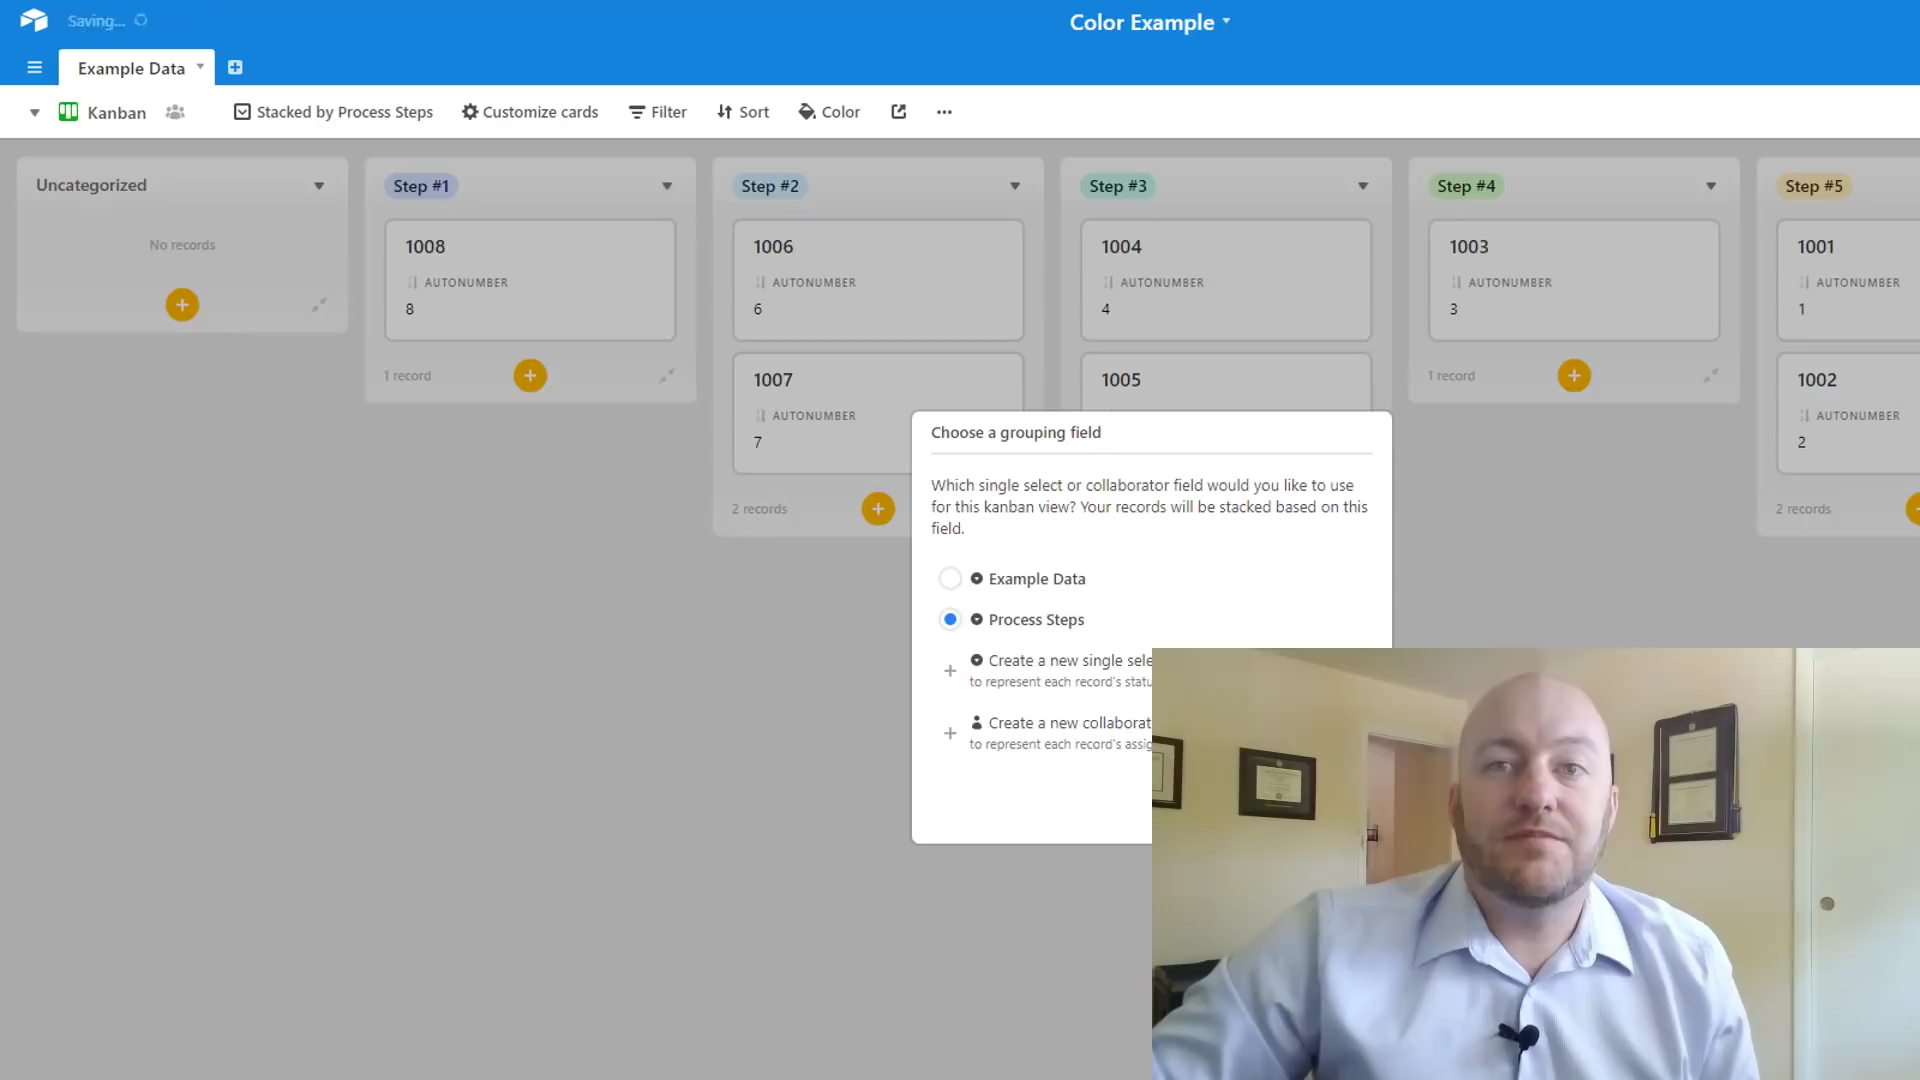 Saving...
Color Example
Example Data
Kanban
Stacked by Process Steps
Customize cards
Filter
Sort
Color
Uncategorized
No records
Step #1
1008
AUTONUMBER
8
1 record
Step #2
1006
AUTONUMBER
6
1007
AUTONUMBER
7
2 records
Step #3
1004
AUTONUMBER
4
1005
Step #4
1003
AUTONUMBER
3
1 record
Step #5
1001
AUTONUMBER
1
1002
AUTONUMBER
2
2 records
Choose a grouping field
Which single select or collaborator field would you like to use
for this kanban view? Your records will be stacked based on this
field.
Example Data
Process Steps
Create a new single sele
to represent each record's statu
Create a new collaborat
to represent each record's assig